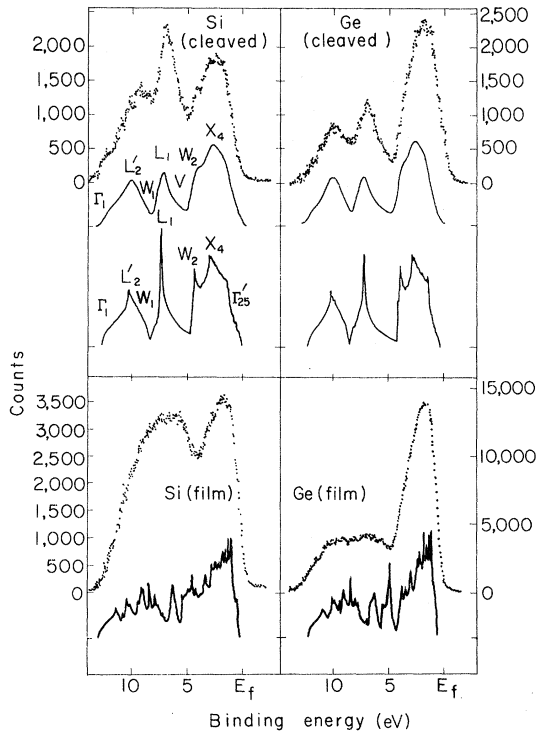 Si
(cleaved)
Ge
(cleaved)
2,000
1,500
1,000
500
0
2,500
2,000
1,500
1,000
500
0
Γ₁
L₂′
W₁
L₁
V
W₂
X₄
Γ₁
L₂′
W₁
L₁
W₂
X₄
Γ₂₅′
Counts
3,500
3,000
2,500
2,000
1,500
1,000
500
0
15,000
10,000
5,000
0
Si (film)
Ge (film)
10
5
E_f
10
5
E_f
Binding energy (eV)